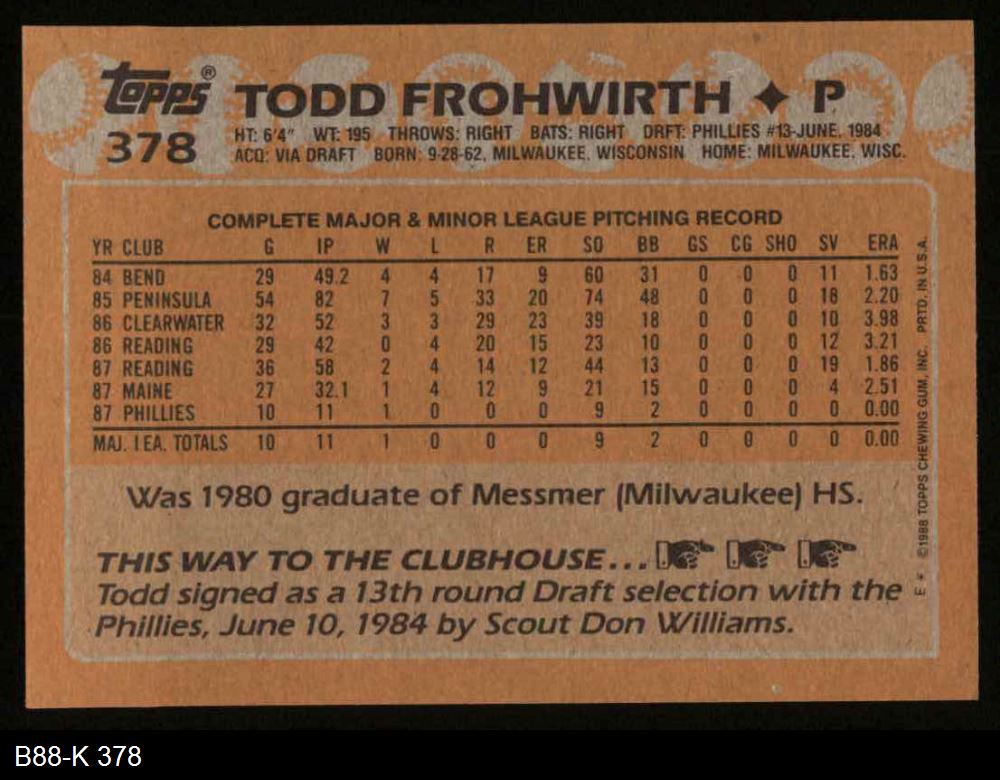 topps® TODD FROHWIRTH ✦ P
378 HT: 6'4" WT: 195 THROWS: RIGHT BATS: RIGHT DRFT: PHILLIES #13-JUNE, 1984
ACQ: VIA DRAFT BORN: 9-28-62, MILWAUKEE, WISCONSIN HOME: MILWAUKEE, WISC.
COMPLETE MAJOR & MINOR LEAGUE PITCHING RECORD
YR CLUB G IP W L R ER SO BB GS CG SHO SV ERA
84 BEND 29 49.2 4 4 17 9 60 31 0 0 0 11 1.63
85 PENINSULA 54 82 7 5 33 20 74 48 0 0 0 18 2.20
86 CLEARWATER 32 52 3 3 29 23 39 18 0 0 0 10 3.98
86 READING 29 42 0 4 20 15 23 10 0 0 0 12 3.21
87 READING 36 58 2 4 14 12 44 13 0 0 0 19 1.86
87 MAINE 27 32.1 1 4 12 9 21 15 0 0 0 4 2.51
87 PHILLIES 10 11 1 0 0 0 9 2 0 0 0 0 0.00
MAJ. LEA. TOTALS 10 11 1 0 0 0 9 2 0 0 0 0 0.00
Was 1980 graduate of Messmer (Milwaukee) HS.
THIS WAY TO THE CLUBHOUSE...
Todd signed as a 13th round Draft selection with the
Phillies, June 10, 1984 by Scout Don Williams.
E* ©1988 TOPPS CHEWING GUM, INC. PRTD. IN U.S.A.
B88-K 378